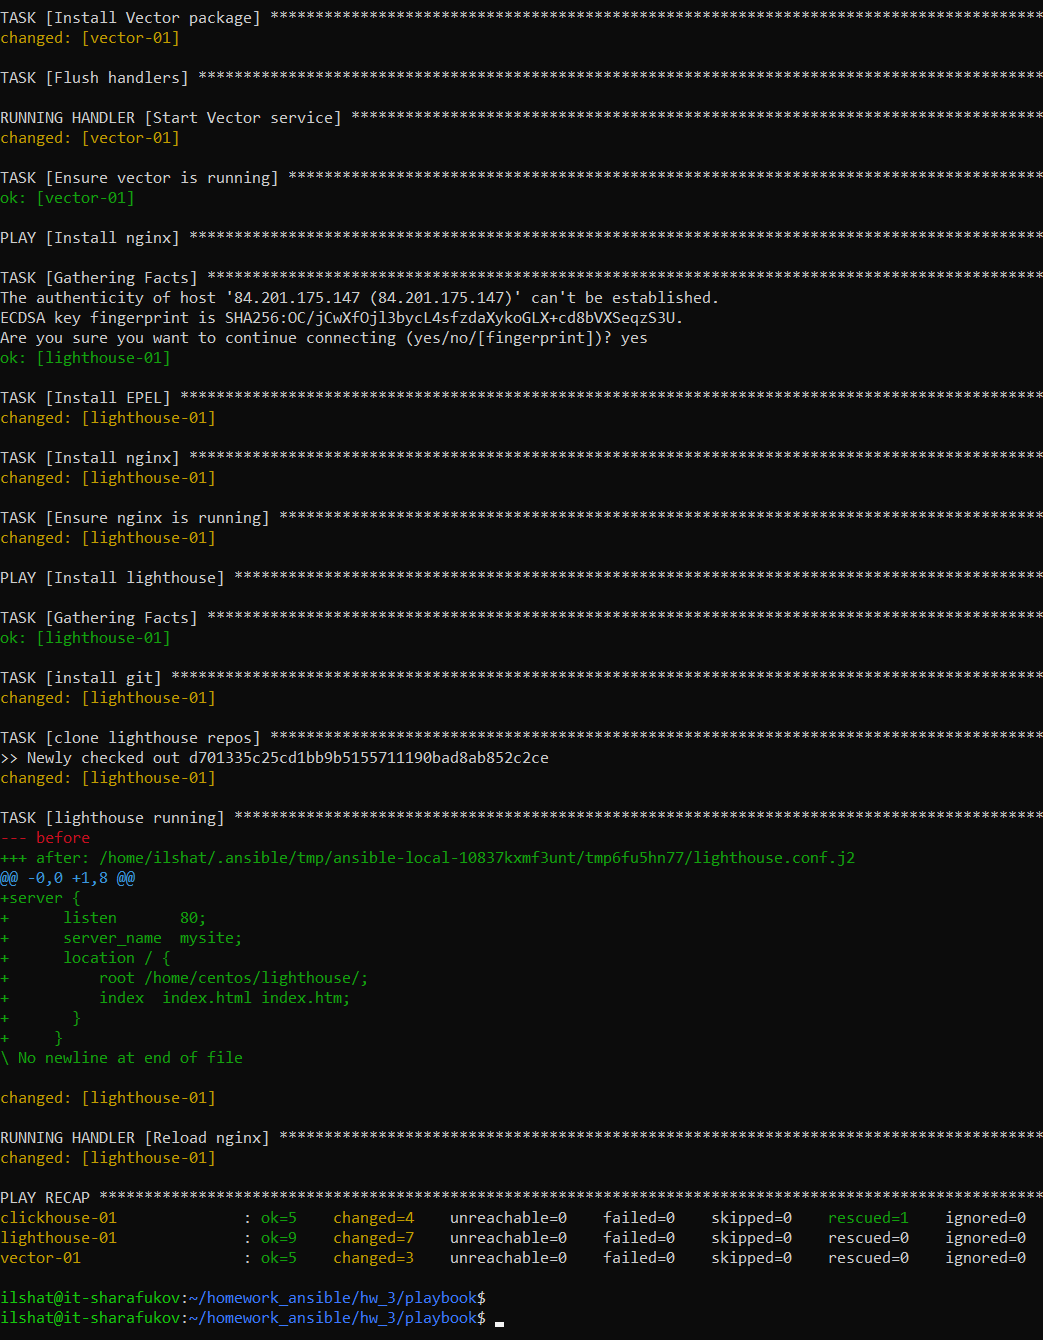 TASK [Install Vector package] **************************************************************************************
changed: [vector-01]
TASK [Flush handlers] **********************************************************************************************
RUNNING HANDLER [Start Vector service] *****************************************************************************
changed: [vector-01]
TASK [Ensure vector is running] ************************************************************************************
ok: [vector-01]
PLAY [Install nginx] ***********************************************************************************************
TASK [Gathering Facts] *********************************************************************************************
The authenticity of host '84.201.175.147 (84.201.175.147)' can't be established.
ECDSA key fingerprint is SHA256:OC/jCwXfOjl3bycL4sfzdaXykoGLX+cd8bVXSeqzS3U.
Are you sure you want to continue connecting (yes/no/[fingerprint])? yes
ok: [lighthouse-01]
TASK [Install EPEL] ************************************************************************************************
changed: [lighthouse-01]
TASK [Install nginx] ***********************************************************************************************
changed: [lighthouse-01]
TASK [Ensure nginx is running] *************************************************************************************
changed: [lighthouse-01]
PLAY [Install lighthouse] ******************************************************************************************
TASK [Gathering Facts] *********************************************************************************************
ok: [lighthouse-01]
TASK [install git] *************************************************************************************************
changed: [lighthouse-01]
TASK [clone lighthouse repos] **************************************************************************************
>> Newly checked out d701335c25cd1bb9b5155711190bad8ab852c2ce
changed: [lighthouse-01]
TASK [lighthouse running] ******************************************************************************************
--- before
+++ after: /home/ilshat/.ansible/tmp/ansible-local-10837kxmf3unt/tmp6fu5hn77/lighthouse.conf.j2
@@ -0,0 +1,8 @@
+server {
+      listen       80;
+      server_name  mysite;
+      location / {
+          root /home/centos/lighthouse/;
+          index  index.html index.htm;
+       }
+     }
\ No newline at end of file
changed: [lighthouse-01]
RUNNING HANDLER [Reload nginx] *************************************************************************************
changed: [lighthouse-01]
PLAY RECAP *********************************************************************************************************
clickhouse-01              : ok=5    changed=4    unreachable=0    failed=0    skipped=0    rescued=1    ignored=0
lighthouse-01              : ok=9    changed=7    unreachable=0    failed=0    skipped=0    rescued=0    ignored=0
vector-01                  : ok=5    changed=3    unreachable=0    failed=0    skipped=0    rescued=0    ignored=0
ilshat@it-sharafukov:~/homework_ansible/hw_3/playbook$
ilshat@it-sharafukov:~/homework_ansible/hw_3/playbook$